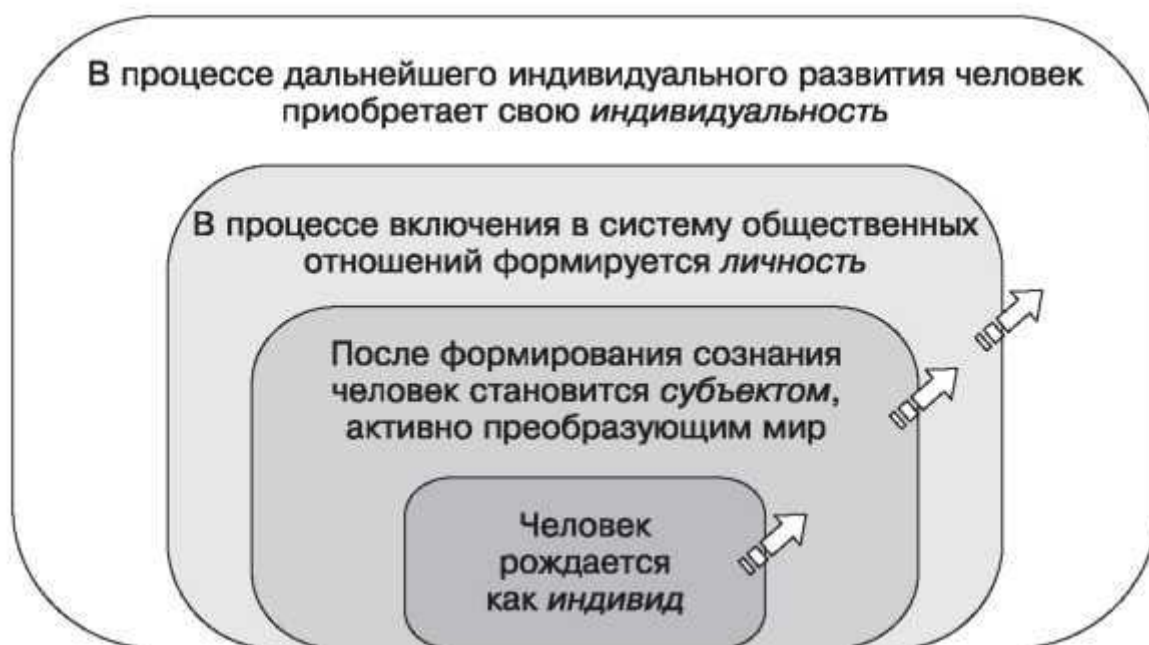 В процессе дальнейшего индивидуального развития человек
приобретает свою индивидуальность
В процессе включения в систему общественных
отношений формируется личность
После формирования сознания
человек становится субъектом,
активно преобразующим мир
Человек
рождается
как индивид